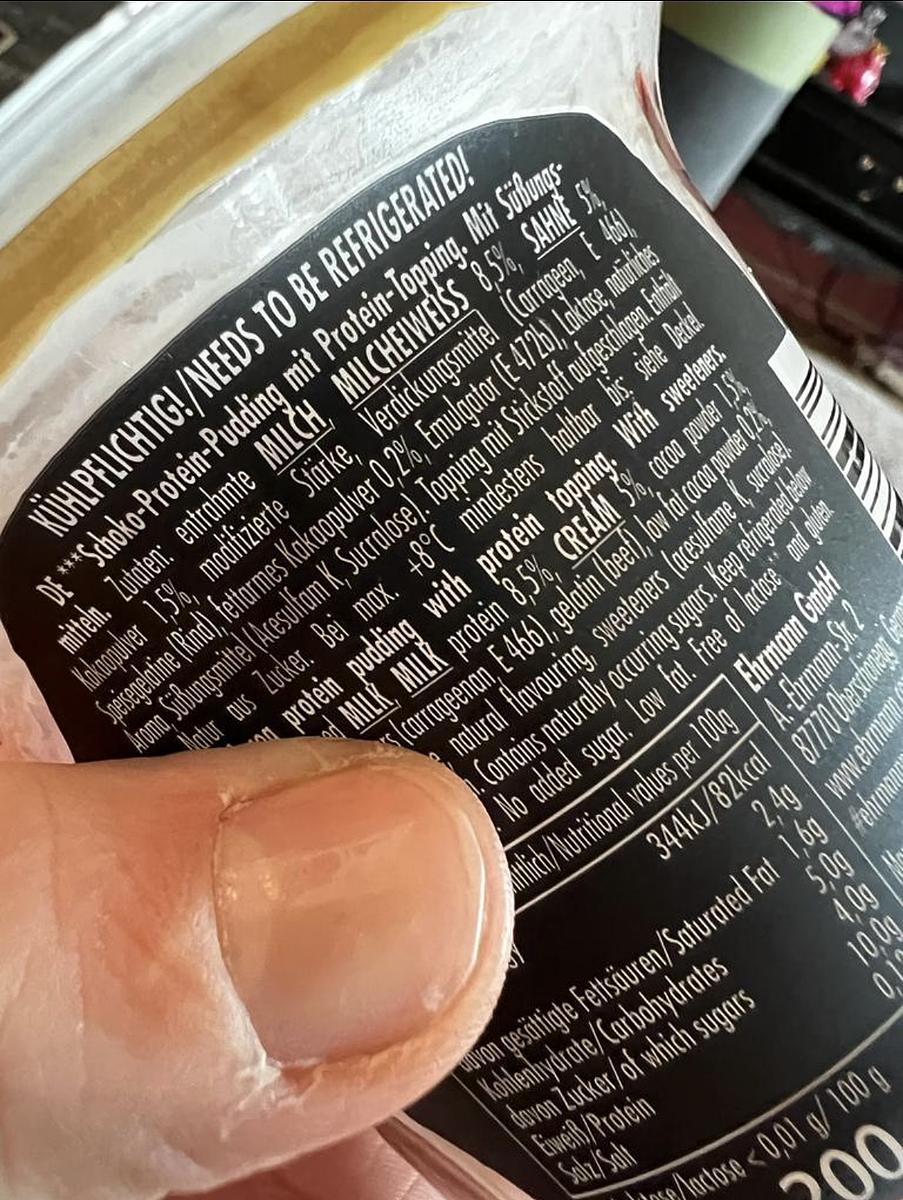 KÜHLPFLICHTIG!/NEEDS TO BE REFRIGERATED!
DE ***Schoko-Protein-Pudding mit Protein-Topping. Mit Süßungs-
mitteln. Zutaten: entrahmte MILCH, MILCHEIWEISS 8,5%, SAHNE 5%,
Kakaopulver 1,5% modifizierte Stärke, Verdickungsmittel (Carrageen, E 466),
Speisegelatine (Rind), fettarmes Kakaopulver 0,2%, Emulgator (E 472b), Laktase, natürliches
Aroma, Süßungsmittel (Acesulfam K, Sucralose). Topping mit Stickstoff aufgeschlagen. Enthält
Natur aus Zucker. Bei max. +8°C mindestens haltbar bis: siehe Deckel.
protein pudding with protein topping. With sweeteners.
MILK, MILK protein 8.5%, CREAM 5%, cocoa powder 1.5%,
(carrageenan, E 466), gelatin (beef), low fat cocoa powder 0.2%,
natural flavouring, sweeteners (acesulfame K, sucralose).
Contains naturally occuring sugars. Keep refrigerated below
No added sugar. Low fat. Free of lactose** and gluten.
Ehrmann GmbH
A.-Ehrmann-Str. 2
87770 Oberschönegg
www.ehrmann
#ehrmann
/Nutritional values per 100g
344kJ/82kcal
2,4g
davon gesättigte Fettsäuren/Saturated Fat 1,6g
Kohlenhydrate/Carbohydrates 5,0g
davon Zucker/of which sugars 4,0g
Eiweiß/Protein 10,0g
Salz/Salt
/lactose < 0,01 g/ 100 g
200